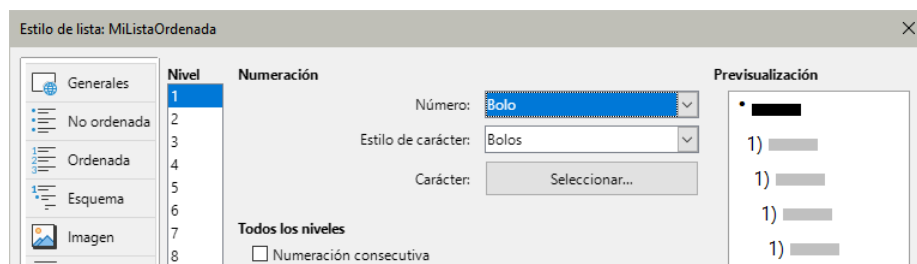 Estilo de lista: MiListaOrdenada
Generales
No ordenada
Ordenada
Esquema
Imagen
Nivel
1
2
3
4
5
6
7
8
Numeración
Número: Bolo
Estilo de carácter: Bolos
Carácter: Seleccionar...
Todos los niveles
Numeración consecutiva
Previsualización
•
1)
1)
1)
1)